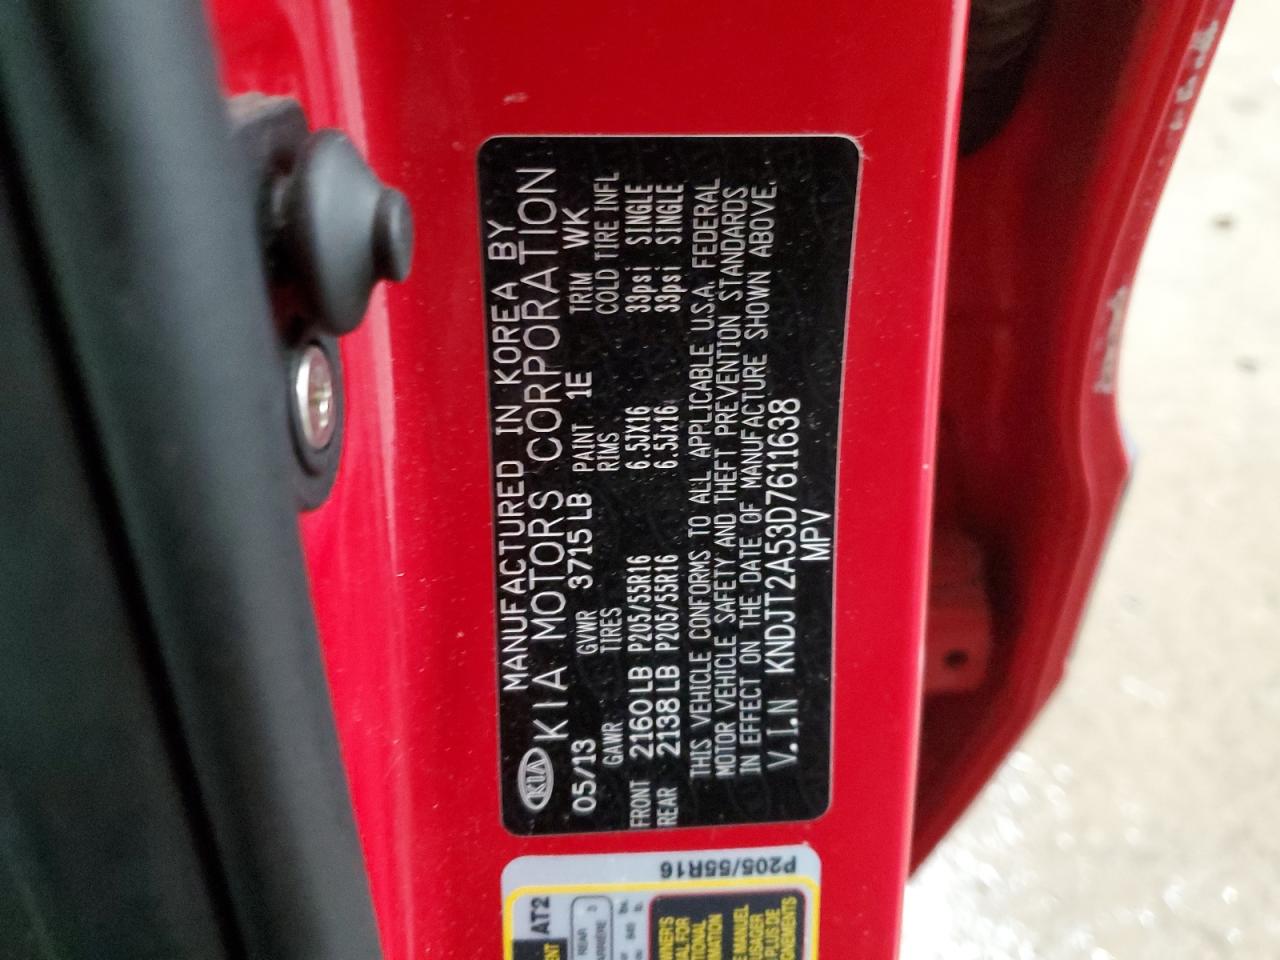 MANUFACTURED IN KOREA BY
KIA KIA MOTORS CORPORATION
05/13 GVWR 3715 LB PAINT 1E TRIM WK
GAWR TIRES RIMS COLD TIRE INFL
FRONT 2160 LB P205/55R16 6.5JX16 33psi SINGLE
REAR 2138 LB P205/55R16 6.5Jx16 33psi SINGLE
THIS VEHICLE CONFORMS TO ALL APPLICABLE U.S.A. FEDERAL
MOTOR VEHICLE SAFETY AND THEFT PREVENTION STANDARDS
IN EFFECT ON THE DATE OF MANUFACTURE SHOWN ABOVE.
V.I.N KNDJT2A53D7611638
MPV
P205/55R16
AT2
REAR 3